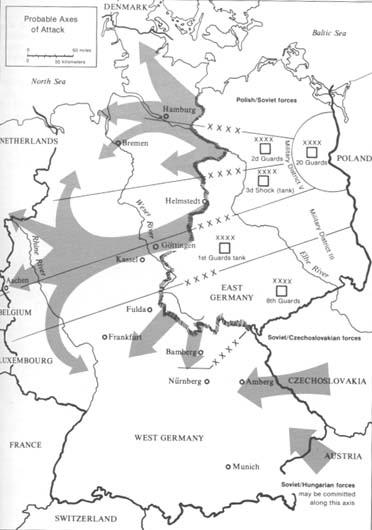 Probable Axes
of Attack
0 60 miles
0 50 kilometers
DENMARK
Baltic Sea
North Sea
Hamburg
Polish/Soviet forces
XXXX
Bremen
XXXX
2d Guards
XXXX
20 Guards
NETHERLANDS
POLAND
XXXX
3d Shock (tank)
Military District V
Helmstedt
XXXX
Weser River
Military District III
Göttingen
XXXX
1st Guards tank
Elbe River
Rhine River
Kassel
Aachen
EAST
GERMANY
XXXX
8th Guards
BELGIUM
Fulda
Frankfurt
Soviet/Czechoslovakian forces
Bamberg
XXXX
LUXEMBOURG
Nürnberg
Amberg
CZECHOSLOVAKIA
FRANCE
WEST GERMANY
AUSTRIA
Munich
Soviet/Hungarian forces
may be committed
along this axis
SWITZERLAND